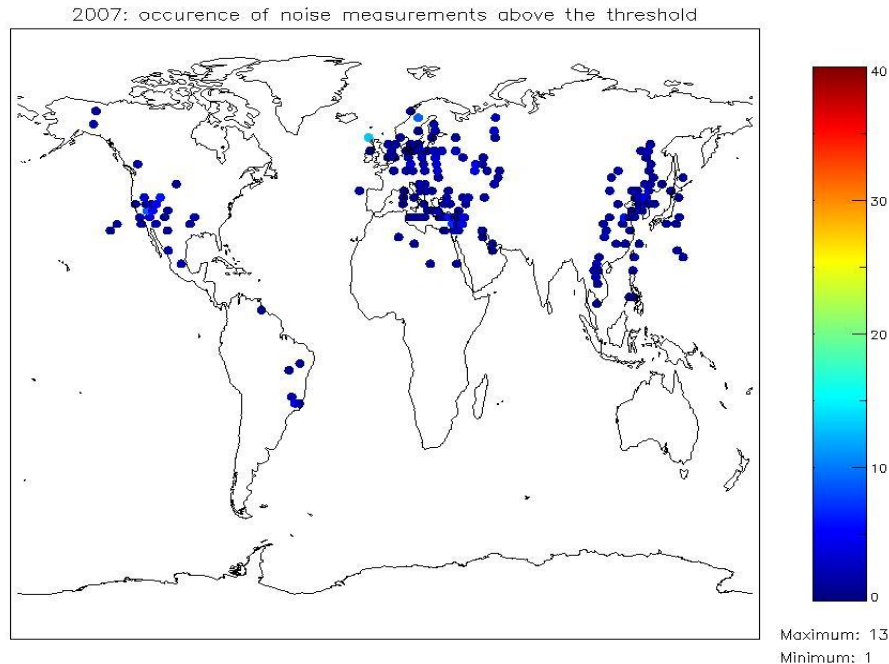 2007: occurence of noise measurements above the threshold
40
30
20
10
0
Maximum: 13
Minimum: 1